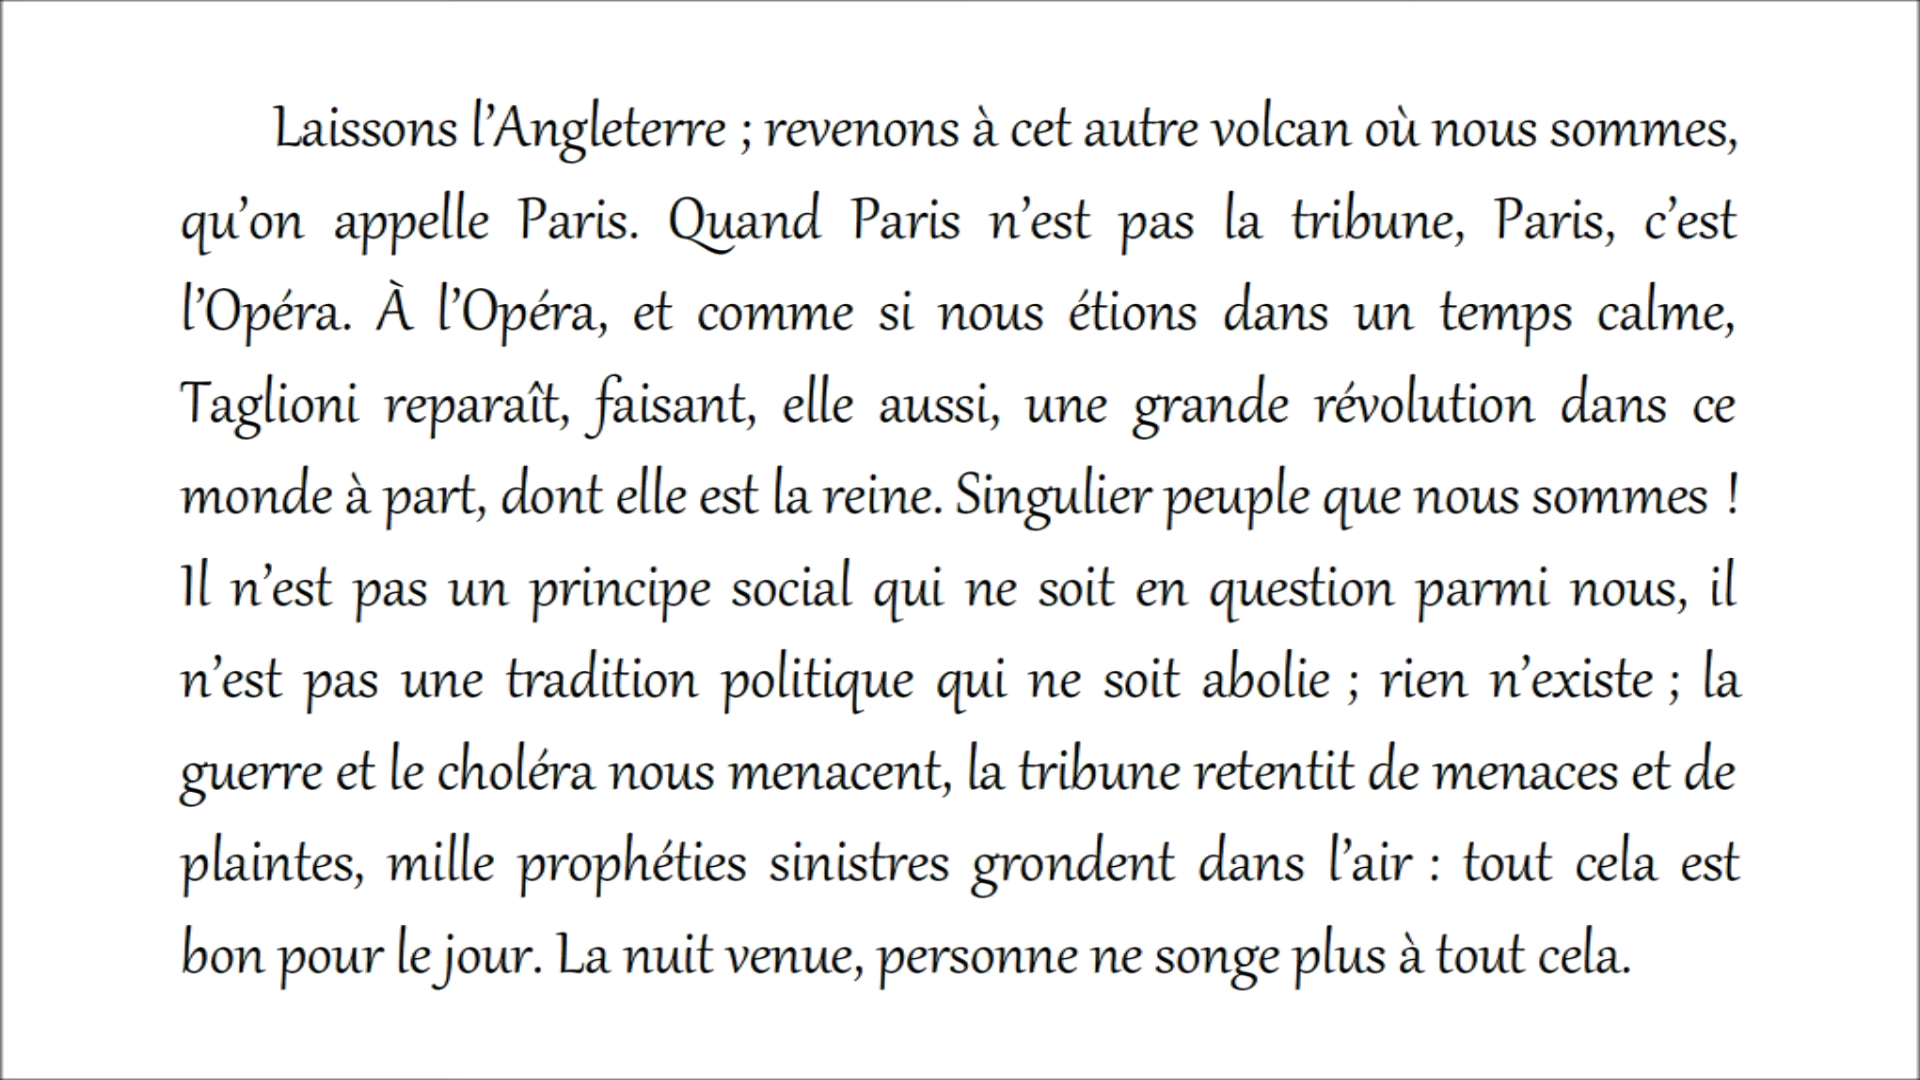 Laissons l’Angleterre ; revenons à cet autre volcan où nous sommes,
qu’on appelle Paris. Quand Paris n’est pas la tribune, Paris, c’est
l’Opéra. À l’Opéra, et comme si nous étions dans un temps calme,
Taglioni reparaît, faisant, elle aussi, une grande révolution dans ce
monde à part, dont elle est la reine. Singulier peuple que nous sommes !
Il n’est pas un principe social qui ne soit en question parmi nous, il
n’est pas une tradition politique qui ne soit abolie ; rien n’existe ; la
guerre et le choléra nous menacent, la tribune retentit de menaces et de
plaintes, mille prophéties sinistres grondent dans l’air : tout cela est
bon pour le jour. La nuit venue, personne ne songe plus à tout cela.